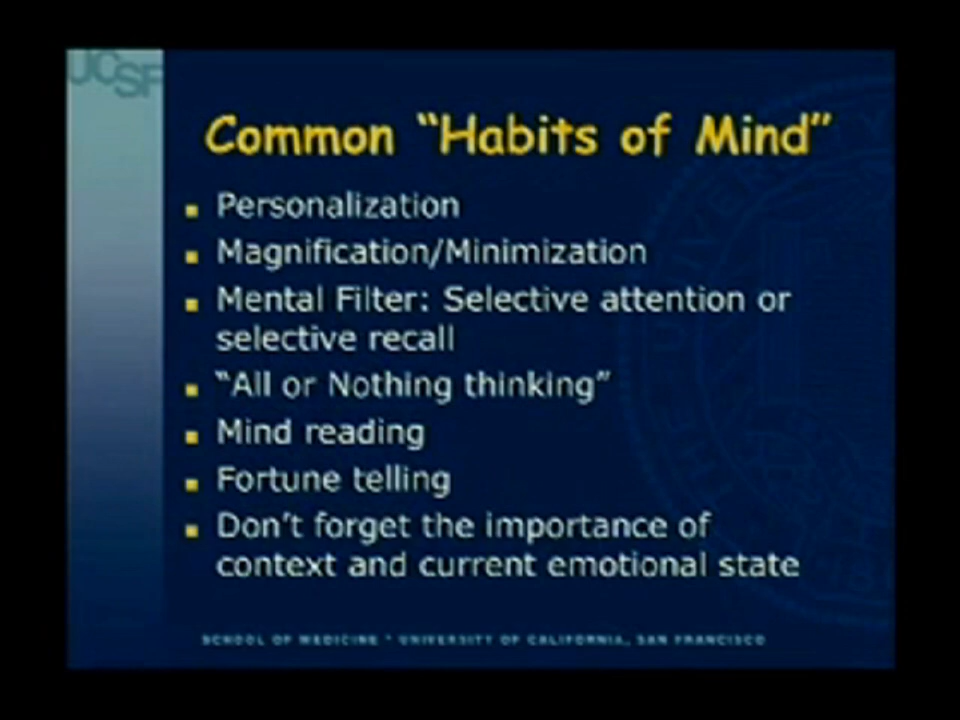 UCSF
Common “Habits of Mind”
Personalization
Magnification/Minimization
Mental Filter: Selective attention or
selective recall
“All or Nothing thinking”
Mind reading
Fortune telling
Don’t forget the importance of
context and current emotional state
SCHOOL OF MEDICINE * UNIVERSITY OF CALIFORNIA, SAN FRANCISCO